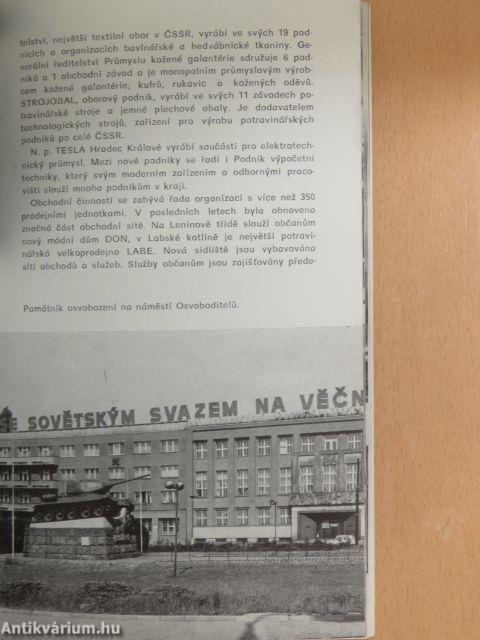 telství, největší textilní obor v ČSSR, vyrábí ve svých 19 pod-
nicích a organizacích bavlnářské a hedvábnické tkaniny. Ge-
nerální ředitelství Průmyslu kožené galantérie sdružuje 6 pod-
niků a 1 obchodní závod a je monopolním průmyslovým výrob-
cem kožené galantérie, kufrů, rukavic a kožených oděvů.
STROJOBAL, oborový podnik, vyrábí ve svých 11 závodech po-
travinářské stroje a jemné plechové obaly. Je dodavatelem
technologických strojů, zařízení pro výrobu potravinářských
podniků po celé ČSSR.
N. p. TESLA Hradec Králové vyrábí součásti pro elektrotech-
nický průmysl. Mezi nové podniky se řadí i Podnik výpočetní
techniky, který svým moderním zařízením a odbornými praco-
višti slouží mnoha podnikům v kraji.
Obchodní činností se zabývá řada organizací s více než 350
prodejními jednotkami. V posledních letech byla obnovena
značná část obchodní sítě. Na Leninově třídě slouží občanům
nový módní dům DON, v Labské kotlině je největší potravi-
nářská velkoprodejna LABE. Nová sídliště jsou vybavována
sítí obchodů a služeb. Služby občanům jsou zajišťovány přede-
Památník osvobození na náměstí Osvoboditelů.
SE SOVĚTSKÝM SVAZEM NA VĚČN
Antikvárium.hu